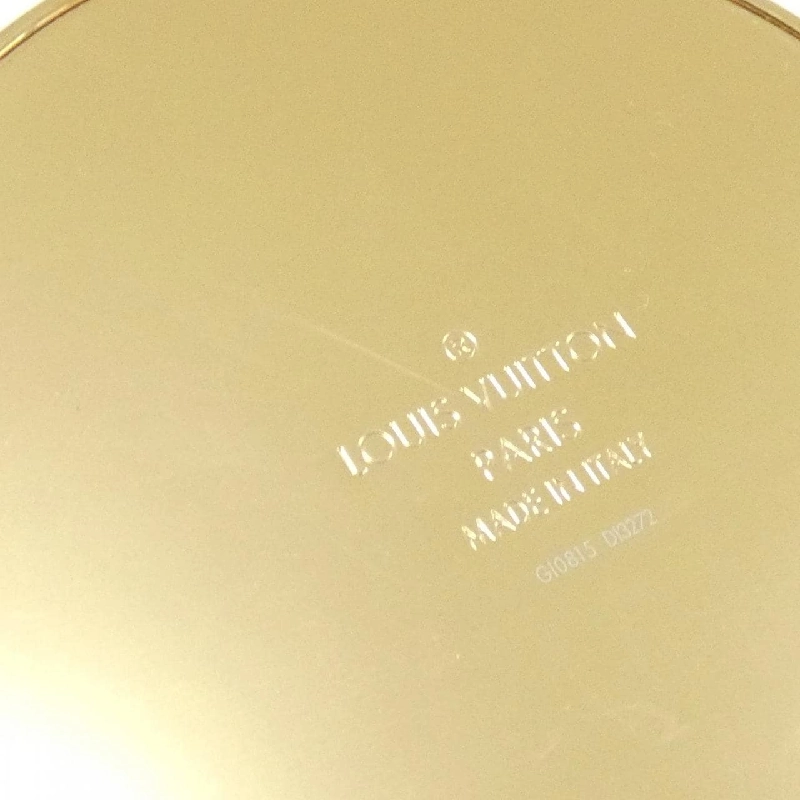 ®
LOUIS VUITTON
PARIS
MADE IN ITALY
GI0815 DI3272